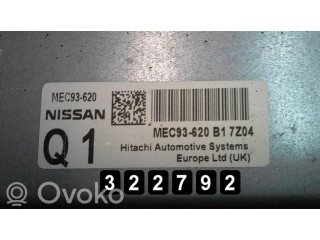 MEC93-620
NISSAN
Q1
MEC93-620 B1 7Z04
Hitachi Automotive Systems
Europe Ltd (UK)
322792
OVOKO